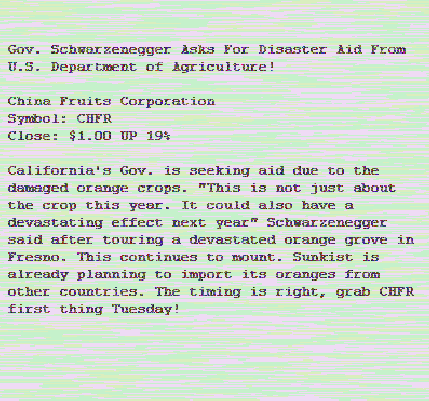 Gov. Schwarzenegger Asks For Disaster Aid From
U.S. Department of Agriculture!
China Fruits Corporation
Symbol: CHFR
Close: $1.00 UP 19%
California's Gov. is seeking aid due to the
damaged orange crops. "This is not just about
the crop this year. It could also have a
devastating effect next year" Schwarzenegger
said after touring a devastated orange grove in
Fresno. This continues to mount. Sunkist is
already planning to import its oranges from
other countries. The timing is right, grab CHFR
first thing Tuesday!